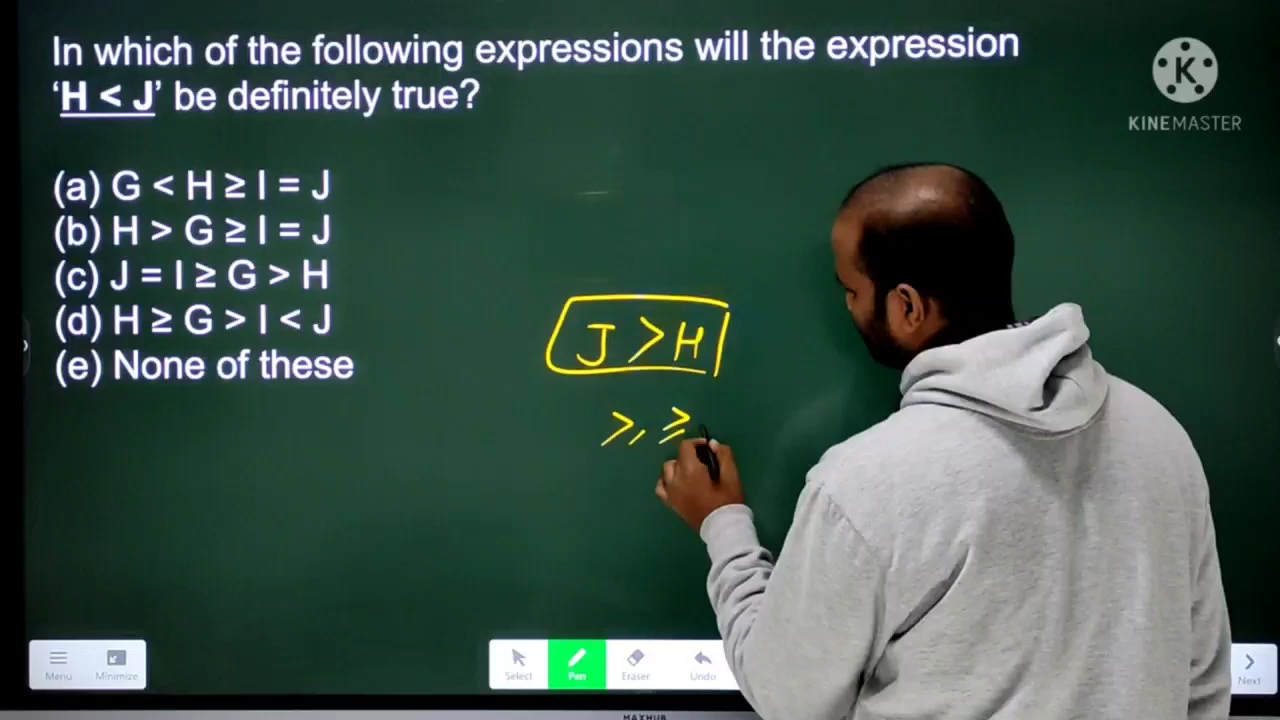 In which of the following expressions will the expression
‘H < J’ be definitely true?
KINEMASTER
(a) G < H ≥ I = J
(b) H > G ≥ I = J
(c) J = I ≥ G > H
(d) H ≥ G > I < J
(e) None of these
J > H
>, ≥
Menu
Minimize
Select
Pen
Eraser
Undo
Next
MAXHUB